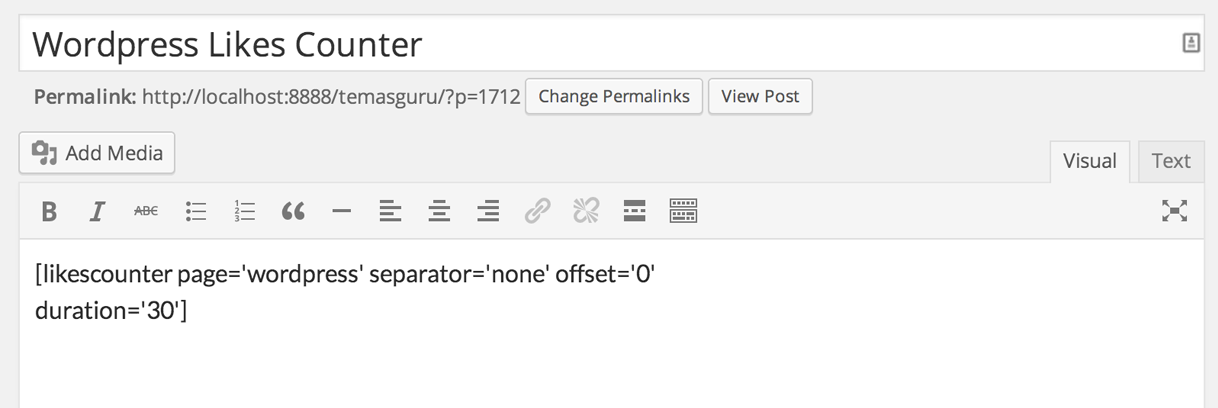 Wordpress Likes Counter
Permalink: http://localhost:8888/temasguru/?p=1712 Change Permalinks View Post
Add Media
Visual Text
B I ABC
[likescounter page='wordpress' separator='none' offset='0'
duration='30']